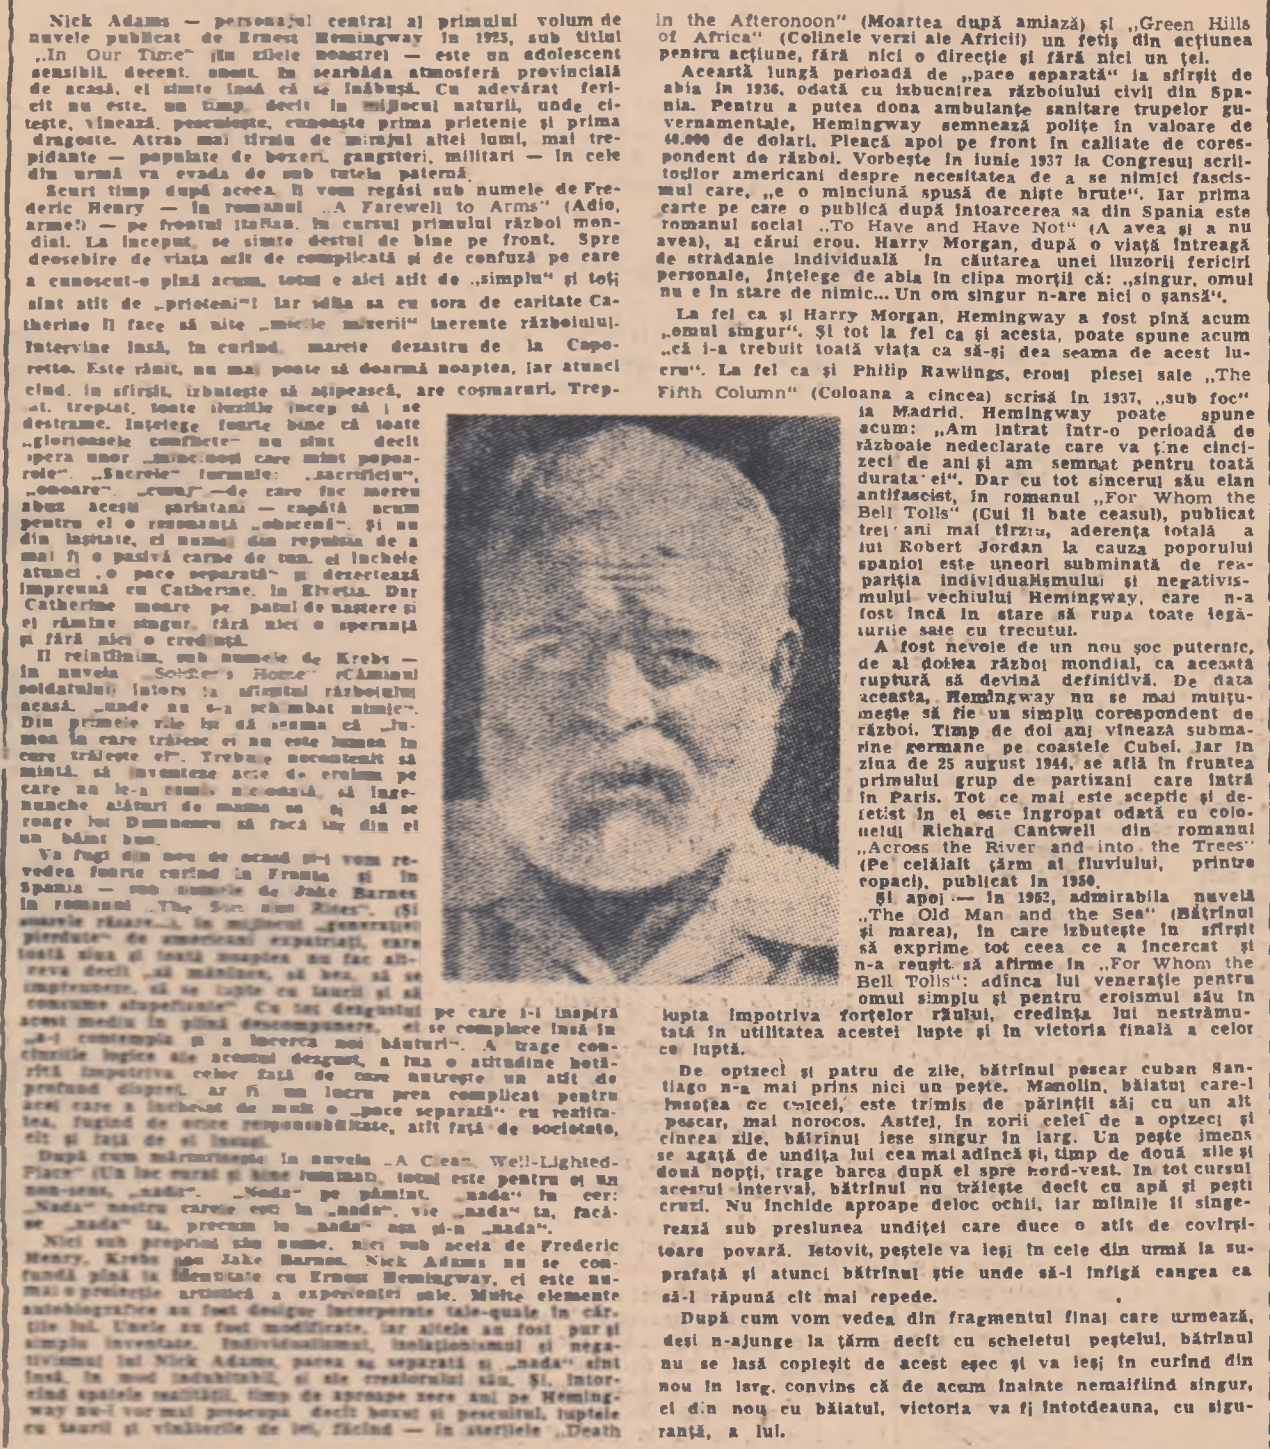 Nick Adams — personajul central al primului volum de
nuvele publicat de Ernest Hemingway în 1925, sub titlul
„In Our Time“ (În zilele noastre) — este un adolescent
sensibil, decent, onest. În searbăda atmosferă provincială
de acasă, el simte însă că se înăbușă. Cu adevărat feri-
cit nu este, un timp, decît în mijlocul naturii, unde ci-
tește, vînează, pescuiește, cunoaște prima prietenie și prima
dragoste. Atras mai tîrziu de mirajul altei lumi, mai tre-
pidante — populate de boxeri, gangsteri, militari — în cele
din urmă va evada de sub tutela paternă.
Scurt timp după aceea, îl vom regăsi sub numele de Fre-
deric Henry — în romanul „A Farewell to Arms“ (Adio,
arme!) — pe frontul italian, în cursul primului război mon-
dial. La început, se simte destul de bine pe front. Spre
deosebire de viața atît de complicată și de confuză pe care
a cunoscut-o pînă acum, totul e aici atît de „simplu“ și toți
sînt atît de „prieteni“! Iar idila sa cu sora de caritate Ca-
therine îl face să uite „micile mizerii“ inerente războiului.
Intervine însă, în curînd, marele dezastru de la Capo-
retto. Este rănit, nu mai poate să doarmă noaptea, iar atunci
cînd, în sfîrșit, izbutește să ațipească, are coșmaruri. Trep-
tat, treptat, toate iluziile încep să i se
destrame. Înțelege foarte bine că toate
„glorioasele conflicte“ nu sînt decît
opera unor „mincinoși care mint popoa-
rele“. „Sacrele“ formule: „sacrificiu“,
„onoare“, „curaj“ — de care fac mereu
abuz acești șarlatani — capătă acum
pentru el o rezonanță „obscenă“. Și nu
din lașitate, ci numai din repulsia de a
mai fi o pasivă carne de tun, el încheie
atunci „o pace separată“ și dezertează
împreună cu Catherine, în Elveția. Dar
Catherine moare pe patul de naștere și
el rămîne singur, fără nici o speranță
și fără nici o credință.
Îl reîntîlnim, sub numele de Krebs —
în nuvela „Soldier's Home“ (Căminul
soldatului) întors la sfîrșitul războiului
acasă, „unde nu s-a schimbat nimic“.
Din primele zile își dă seama că „lu-
mea în care trăiesc ei nu este lumea în
care trăiește el“. Trebuie necontenit să
mintă, să inventeze acte de eroism pe
care nu le-a comis niciodată, să înge-
nunche alături de mama sa și să se
roage lui Dumnezeu să facă iar din el
un băiat bun.
Va fugi din nou de acasă și-l vom re-
vedea foarte curînd în Franța și în
Spania — sub numele de Jake Barnes
în romanul „The Sun Also Rises“. (Și
soarele răsare...), în mijlocul „generației
pierdute“ de americani expatriați, care
toată ziua și toată noaptea nu fac alt-
ceva decît „să mănînce, să bea, să se
împreuneze, să se lupte cu taurii și să
consume stupefiante“. Cu tot dezgustul pe care i-l inspiră
acest mediu în plină descompunere, el se complace însă în
„a-l contempla și a încerca noi băuturi“. A trage con-
cluziile logice ale acestui dezgust, a lua o atitudine hotă-
rîtă împotriva celor față de care nutrește un atît de
profund dispreț, ar fi un lucru prea complicat pentru
acel care a încheiat de mult o „pace separată“ cu realita-
tea, fugind de orice responsabilitate, atît față de societate,
cît și față de el însuși.
După cum mărturisește în nuvela „A Clean, Well-Lighted-
Place“ (Un loc curat și bine luminat), totul este pentru el un
non-sens, „nada“. „Nada“ pe pămînt, „nada“ în cer:
„Nada“ nostru carele ești în „nada“, vie „nada“ ta, facă-
se „nada“ ta, precum în „nada“ așa și-n „nada“.
Nici sub propriul său nume, nici sub acela de Frederic
Henry, Krebs sau Jake Barnes, Nick Adams nu se con-
fundă pînă la identitate cu Ernest Hemingway, ci este nu-
mai o proiecție artistică a experienței sale. Multe elemente
autobiografice au fost desigur încorporate tale-quale în căr-
țile lui. Unele au fost modificate, iar altele au fost pur și
simplu inventate. Individualismul, izolaționismul și nega-
tivismul lui Nick Adams, pacea sa separată și „nada“ sînt
însă, în mod indubitabil, și ale creatorului său. Și, întor-
cînd spatele realității, timp de aproape zece ani pe Heming-
way nu-l vor mai preocupa decît boxul și pescuitul, luptele
cu taurii și vînătorile de lei, făcînd — în sterilele „Death
in the Afteronoon“ (Moartea după amiază) și „Green Hills
of Africa“ (Colinele verzi ale Africii) un fetiș din acțiunea
pentru acțiune, fără nici o direcție și fără nici un țel.
Această lungă perioadă de „pace separată“ ia sfîrșit de
abia în 1936, odată cu izbucnirea războiului civil din Spa-
nia. Pentru a putea dona ambulanțe sanitare trupelor gu-
vernamentale, Hemingway semnează polițe în valoare de
40.000 de dolari. Pleacă apoi pe front în calitate de cores-
pondent de război. Vorbește în iunie 1937 la Congresul scrii-
torilor americani despre necesitatea de a se nimici fascis-
mul care, „e o minciună spusă de niște brute“. Iar prima
carte pe care o publică după întoarcerea sa din Spania este
romanul social „To Have and Have Not“ (A avea și a nu
avea), al cărui erou, Harry Morgan, după o viață întreagă
de strădanie individuală în căutarea unei iluzorii fericiri
personale, înțelege de abia în clipa morții că: „singur, omul
nu e în stare de nimic... Un om singur n-are nici o șansă“.
La fel ca și Harry Morgan, Hemingway a fost pînă acum
„omul singur“. Și tot la fel ca și acesta, poate spune acum
„că i-a trebuit toată viața ca să-și dea seama de acest lu-
cru“. La fel ca și Philip Rawlings, eroul piesei sale „The
Fifth Column“ (Coloana a cincea) scrisă în 1937, „sub foc“
la Madrid, Hemingway poate spune
acum: „Am intrat într-o perioadă de
războaie nedeclarate care va ține cinci-
zeci de ani și am semnat pentru toată
durata ei“. Dar cu tot sincerul său elan
antifascist, în romanul „For Whom the
Bell Tolls“ (Cui îi bate ceasul), publicat
trei ani mai tîrziu, aderența totală a
lui Robert Jordan la cauza poporului
spaniol este uneori subminată de rea-
pariția individualismului și negativis-
mului vechiului Hemingway, care n-a
fost încă în stare să rupă toate legă-
turile sale cu trecutul.
A fost nevoie de un nou șoc puternic,
de al doilea război mondial, ca această
ruptură să devină definitivă. De data
aceasta, Hemingway nu se mai mulțu-
mește să fie un simplu corespondent de
război. Timp de doi ani vînează subma-
rine germane pe coastele Cubei. Iar în
ziua de 25 august 1944, se află în fruntea
primului grup de partizani care intră
în Paris. Tot ce mai este sceptic și de-
fetist în el este îngropat odată cu colo-
nelul Richard Cantwell din romanul
„Across the River and into the Trees“
(Pe celălalt țărm al fluviului, printre
copaci), publicat în 1950.
Și apoi — în 1952, admirabila nuvelă
„The Old Man and the Sea“ (Bătrînul
și marea), în care izbutește în sfîrșit
să exprime tot ceea ce a încercat și
n-a reușit să afirme în „For Whom the
Bell Tolls“: adînca lui venerație pentru
omul simplu și pentru eroismul său în
lupta împotriva forțelor răului, credința lui nestrămu-
tată în utilitatea acestei lupte și în victoria finală a celor
ce luptă.
De optzeci și patru de zile, bătrînul pescar cuban San-
tiago n-a mai prins nici un pește. Manolin, băiatul care-l
însoțea de obicei, este trimis de părinții săi cu un alt
pescar, mai norocos. Astfel, în zorii celei de a optzeci și
cincea zile, bătrînul iese singur în larg. Un pește imens
se agață de undița lui cea mai adîncă și, timp de două zile și
două nopți, trage barca după el spre nord-vest. În tot cursul
acestui interval, bătrînul nu trăiește decît cu apă și pești
cruzi. Nu închide aproape deloc ochii, iar mîinile îi sînge-
rează sub presiunea undiței care duce o atît de covîrși-
toare povară. Istovit, peștele va ieși în cele din urmă la su-
prafață și atunci bătrînul știe unde să-i înfigă cangea ca
să-l răpună cît mai repede.
După cum vom vedea din fragmentul final care urmează,
deși n-ajunge la țărm decît cu scheletul peștelui, bătrînul
nu se lasă copleșit de acest eșec și va ieși în curînd din
nou în larg, convins că de acum înainte nemaifiind singur,
ci din nou cu băiatul, victoria va fi întotdeauna, cu sigu-
ranță, a lui.